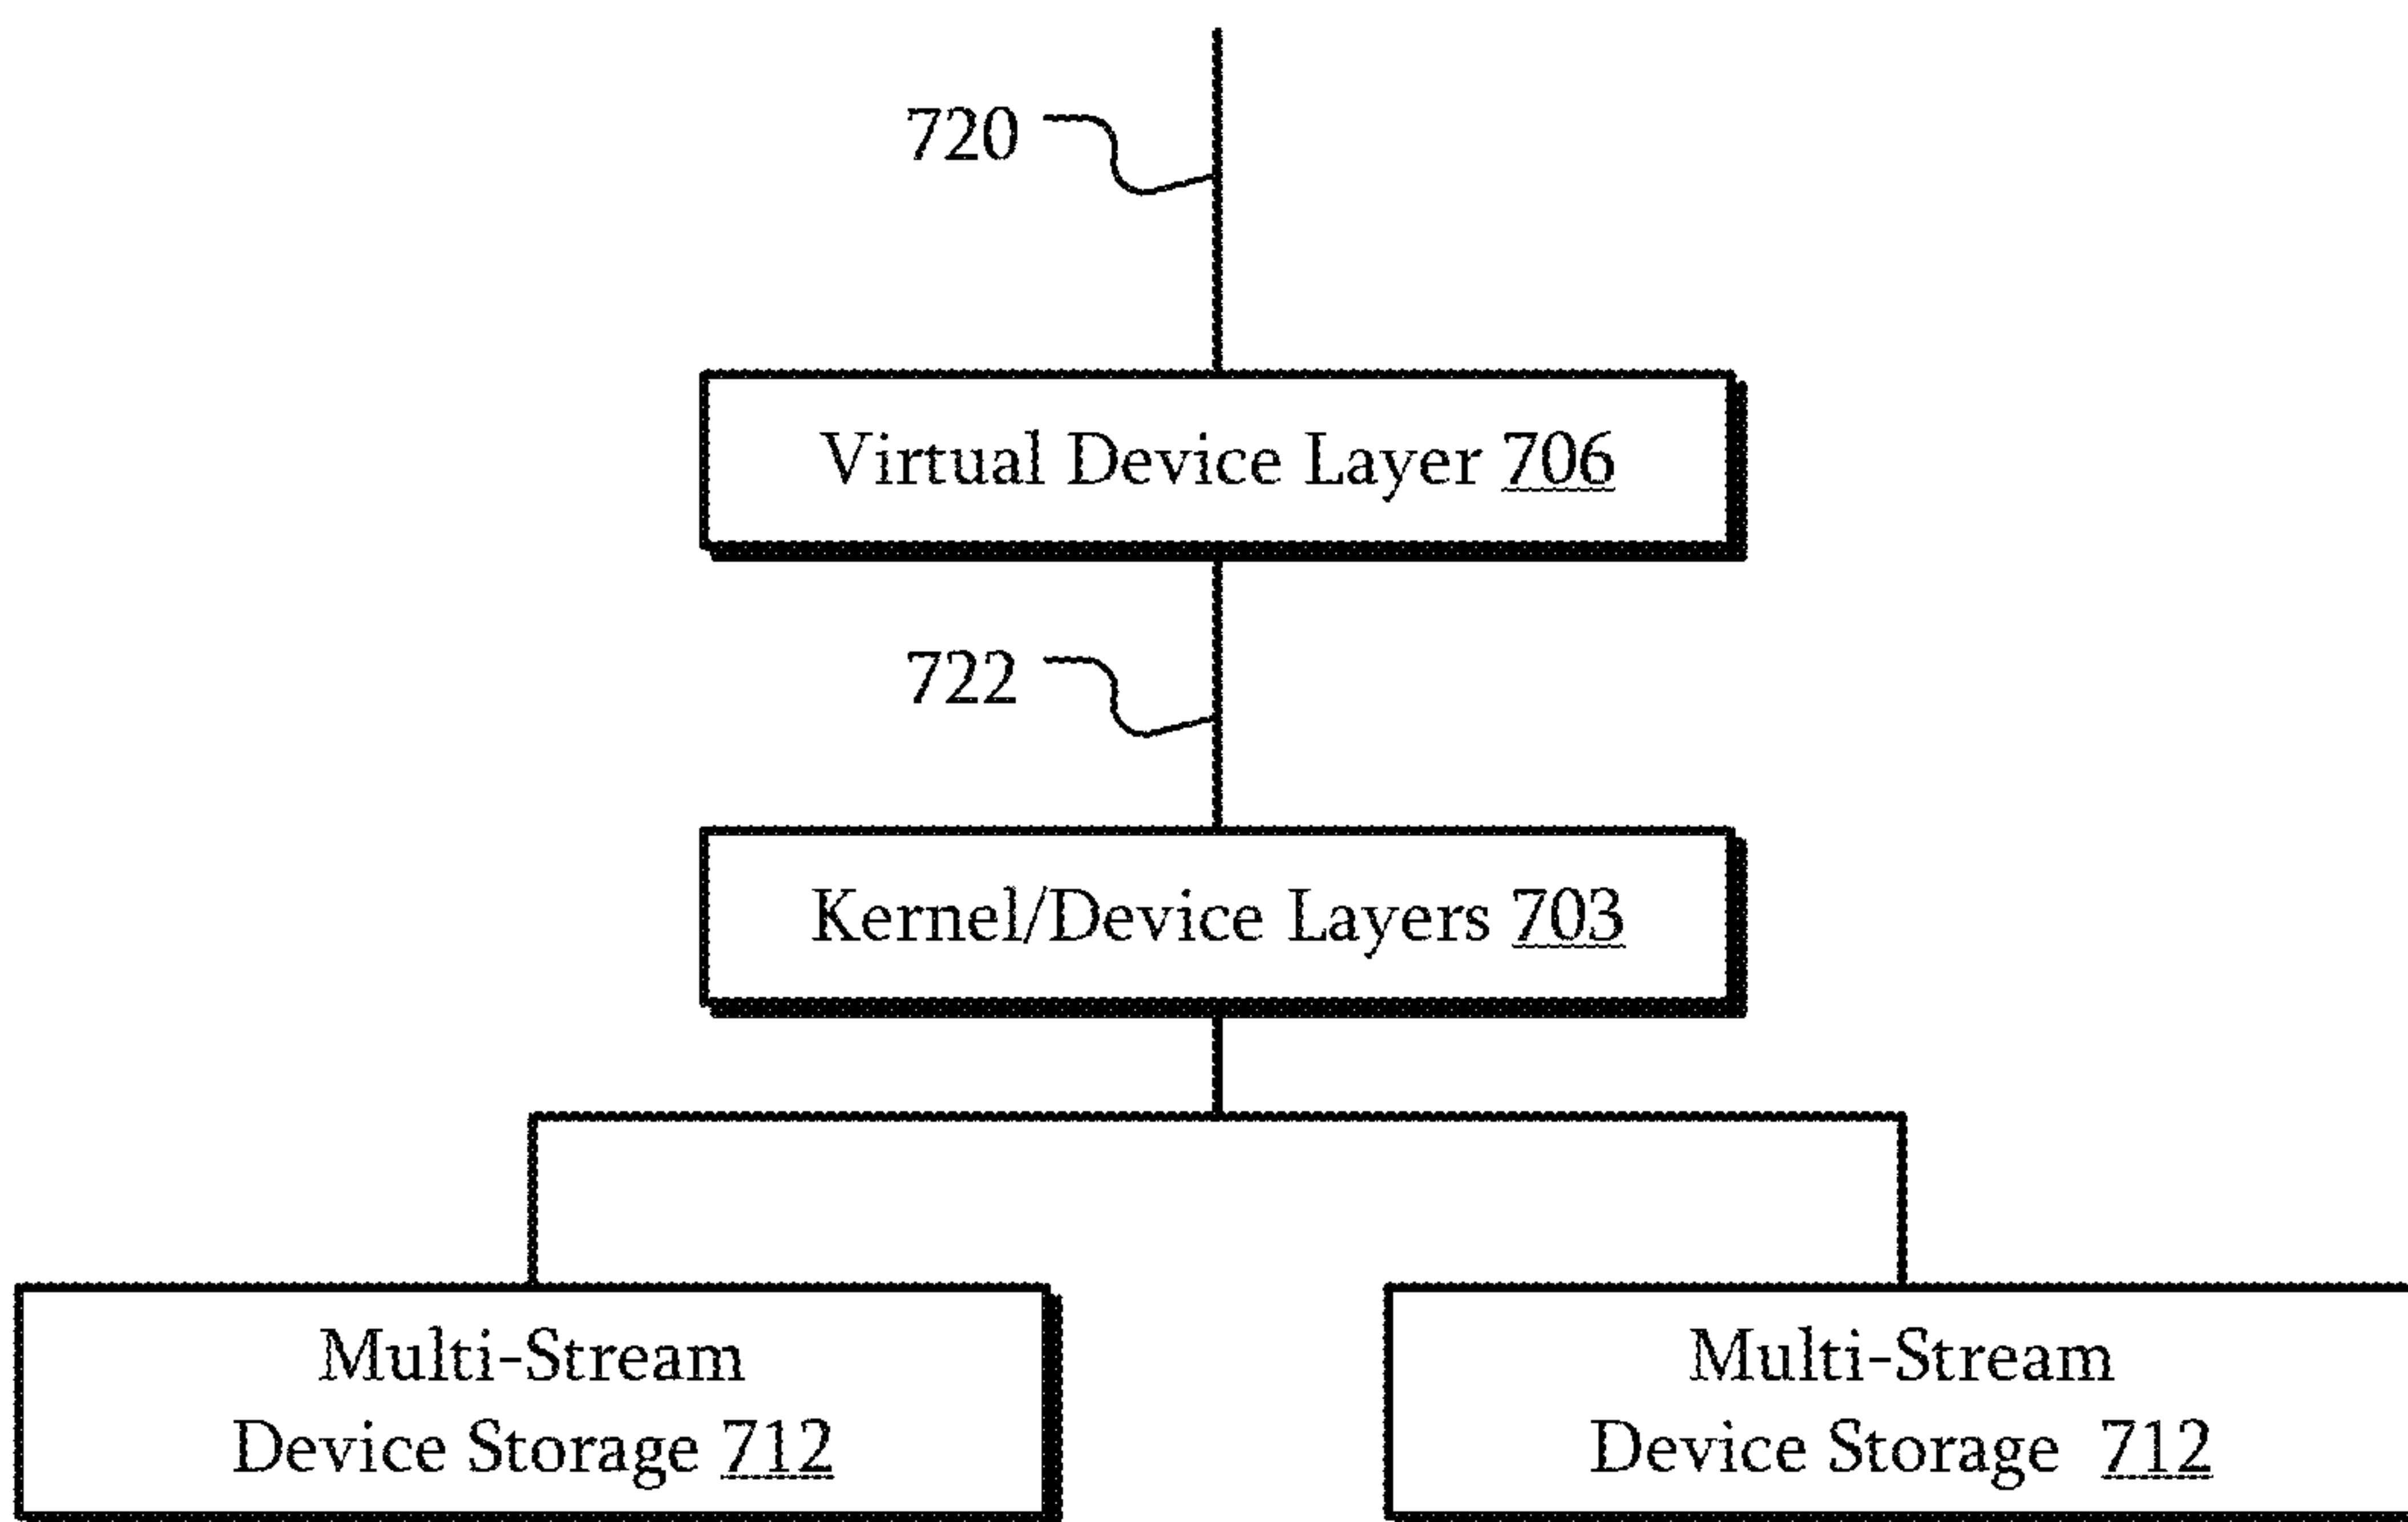 720
Virtual Device Layer 706
722
Kernel/Device Layers 703
Multi-Stream
Device Storage 712
Multi-Stream
Device Storage 712